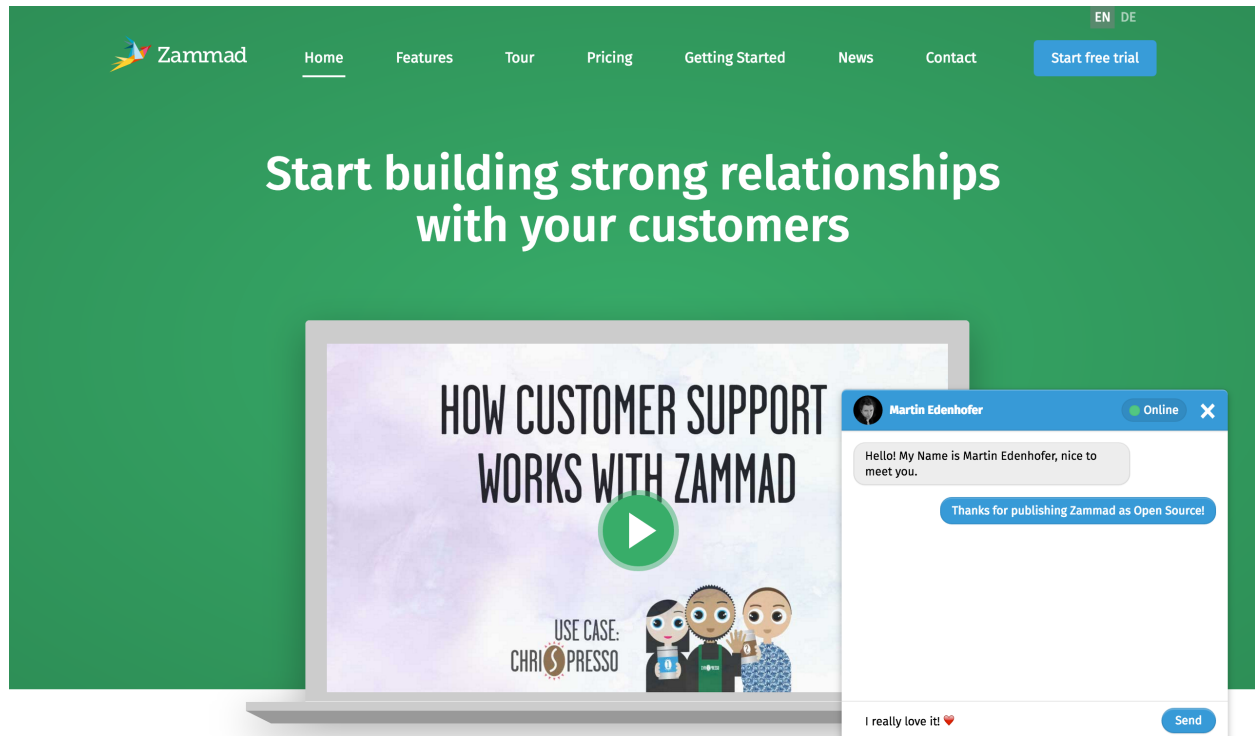 EN DE
Zammad Home Features Tour Pricing Getting Started News Contact Start free trial
Start building strong relationships
with your customers
HOW CUSTOMER SUPPORT
WORKS WITH ZAMMAD
USE CASE:
CHRISPRESSO
Martin Edenhofer Online
Hello! My Name is Martin Edenhofer, nice to
meet you.
Thanks for publishing Zammad as Open Source!
I really love it! ❤️ Send